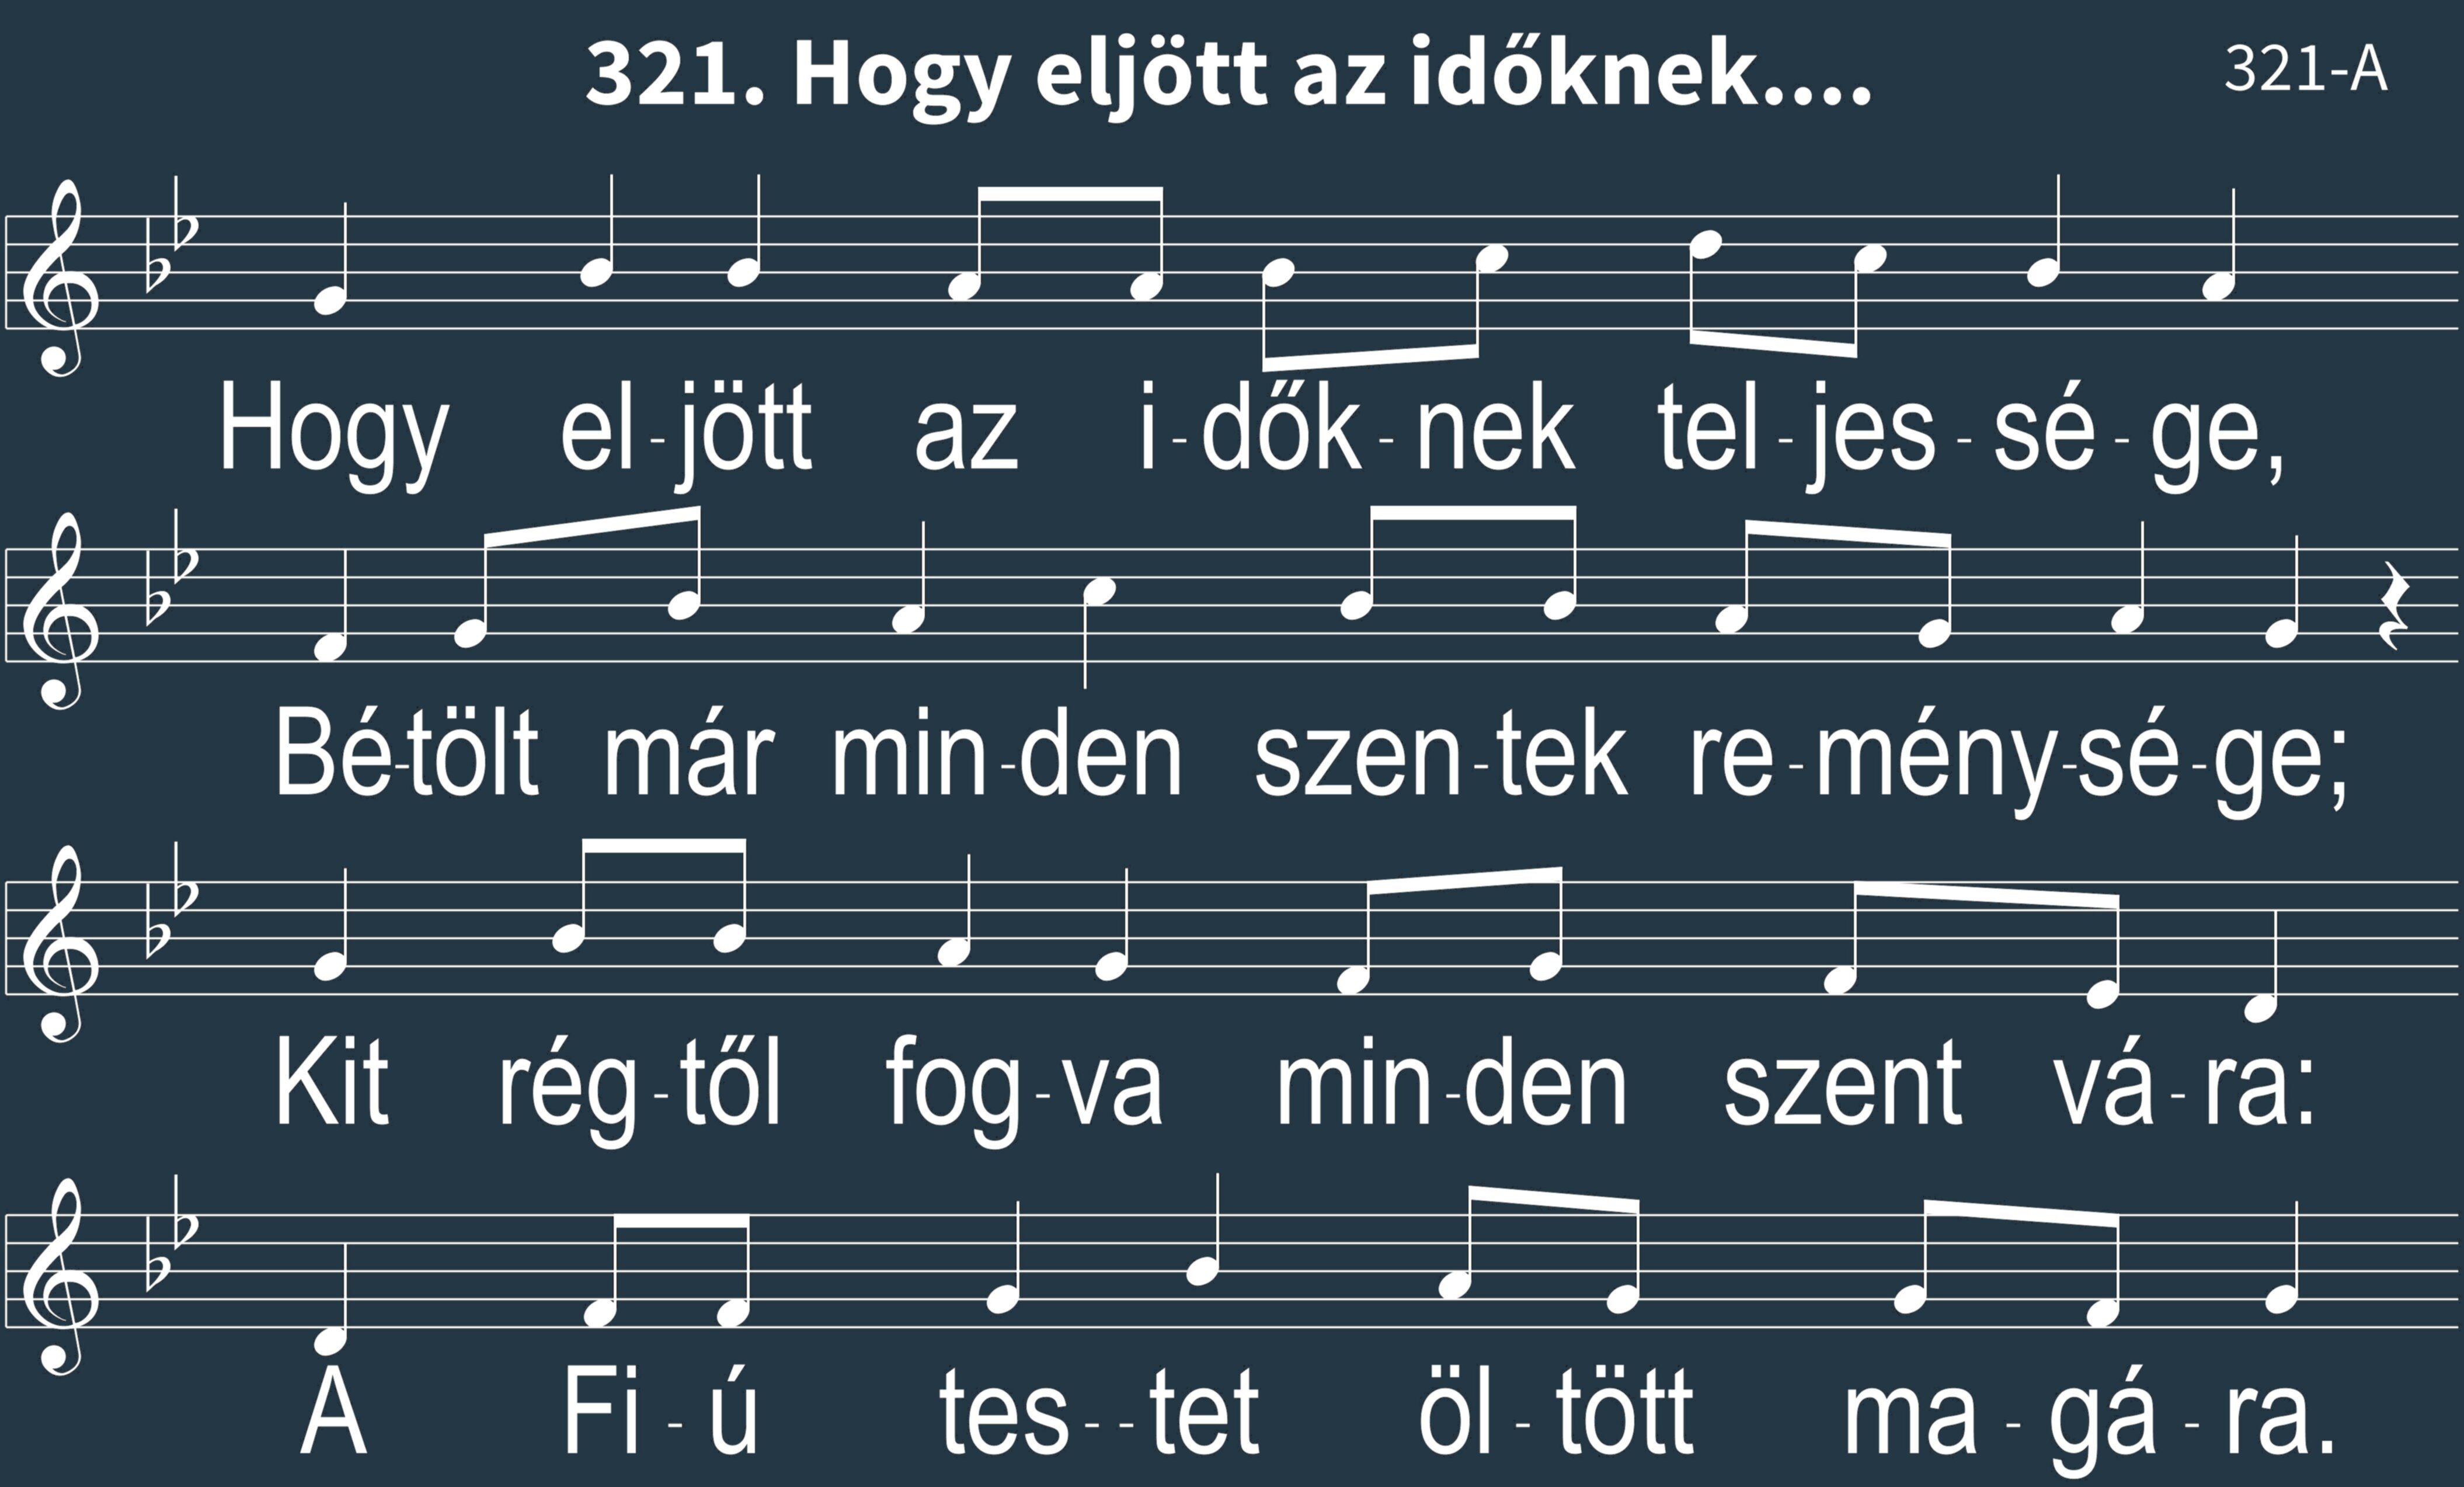 321. Hogy eljött az időknek....
321-A
Hogy el-jött az i-dők-nek tel-jes-sé-ge,
Bé-tölt már min-den szen-tek re-mény-sé-ge;
Kit rég-től fog-va min-den szent vá-ra:
A Fi-ú tes--tet öl-tött ma-gá-ra.